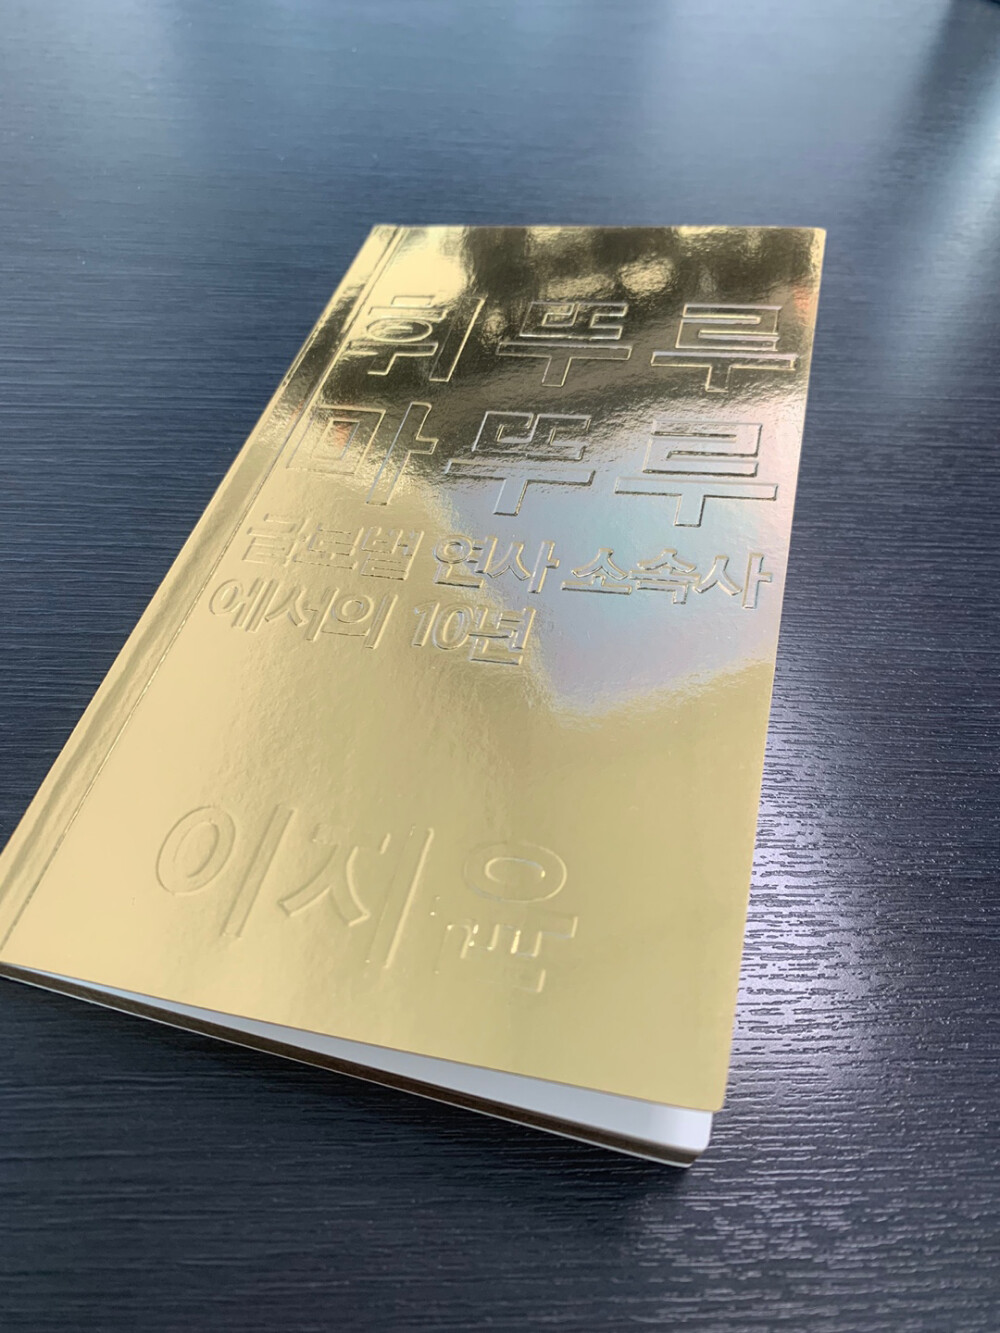 휘뚜루
마뚜루
글로벌 연사 소속사
에서의 10년
이지윤